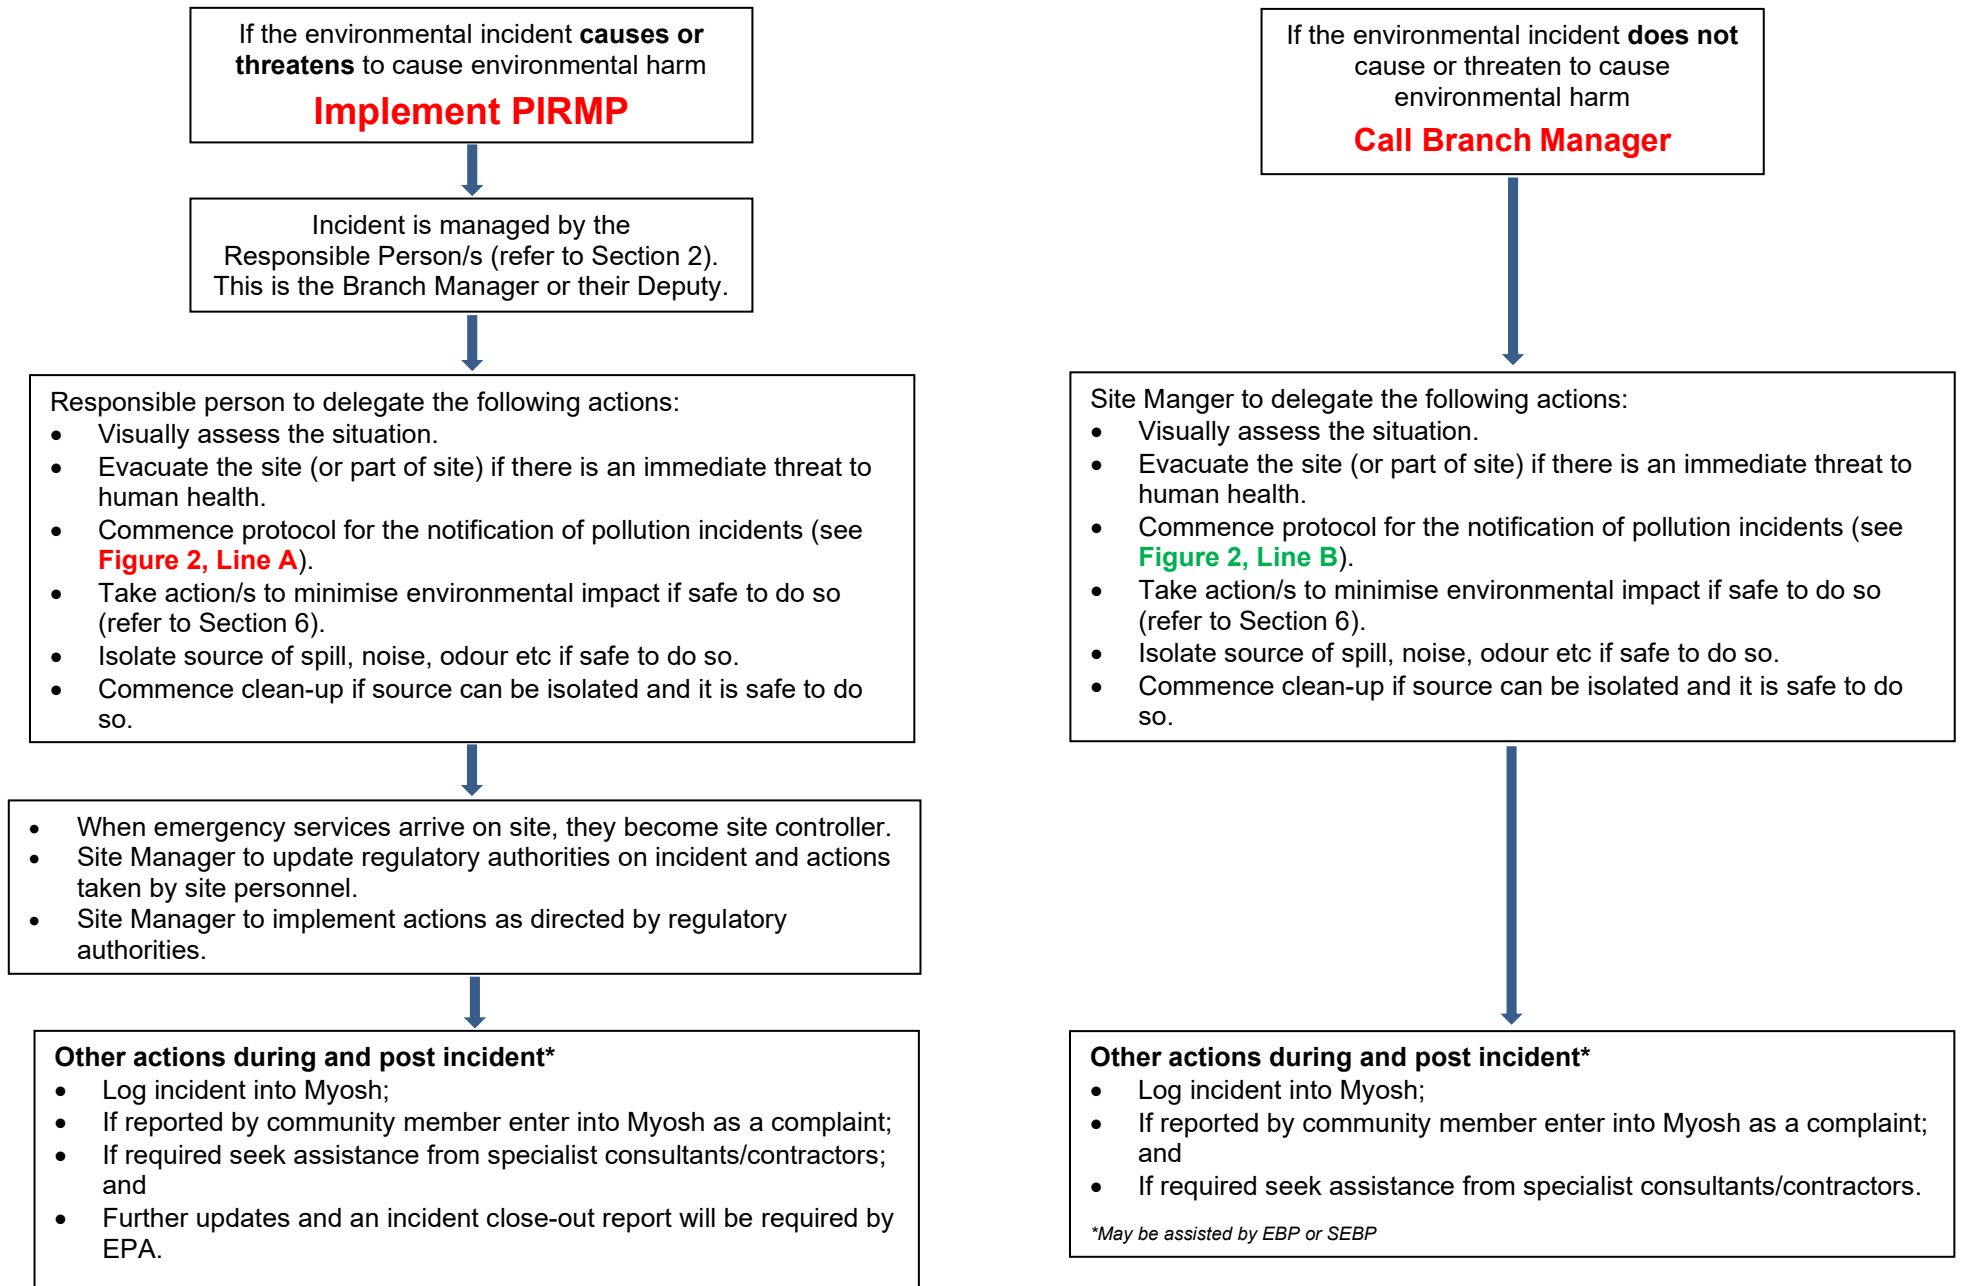 If the environmental incident causes or
threatens to cause environmental harm
Implement PIRMP
Incident is managed by the
Responsible Person/s (refer to Section 2).
This is the Branch Manager or their Deputy.
Responsible person to delegate the following actions:
• Visually assess the situation.
• Evacuate the site (or part of site) if there is an immediate threat to
human health.
• Commence protocol for the notification of pollution incidents (see
Figure 2, Line A).
• Take action/s to minimise environmental impact if safe to do so
(refer to Section 6).
• Isolate source of spill, noise, odour etc if safe to do so.
• Commence clean-up if source can be isolated and it is safe to do
so.
• When emergency services arrive on site, they become site controller.
• Site Manager to update regulatory authorities on incident and actions
taken by site personnel.
• Site Manager to implement actions as directed by regulatory
authorities.
Other actions during and post incident*
• Log incident into Myosh;
• If reported by community member enter into Myosh as a complaint;
• If required seek assistance from specialist consultants/contractors;
and
• Further updates and an incident close-out report will be required by
EPA.
If the environmental incident does not
cause or threaten to cause
environmental harm
Call Branch Manager
Site Manger to delegate the following actions:
• Visually assess the situation.
• Evacuate the site (or part of site) if there is an immediate threat to
human health.
• Commence protocol for the notification of pollution incidents (see
Figure 2, Line B).
• Take action/s to minimise environmental impact if safe to do so
(refer to Section 6).
• Isolate source of spill, noise, odour etc if safe to do so.
• Commence clean-up if source can be isolated and it is safe to do
so.
Other actions during and post incident*
• Log incident into Myosh;
• If reported by community member enter into Myosh as a complaint;
and
• If required seek assistance from specialist consultants/contractors.
*May be assisted by EBP or SEBP